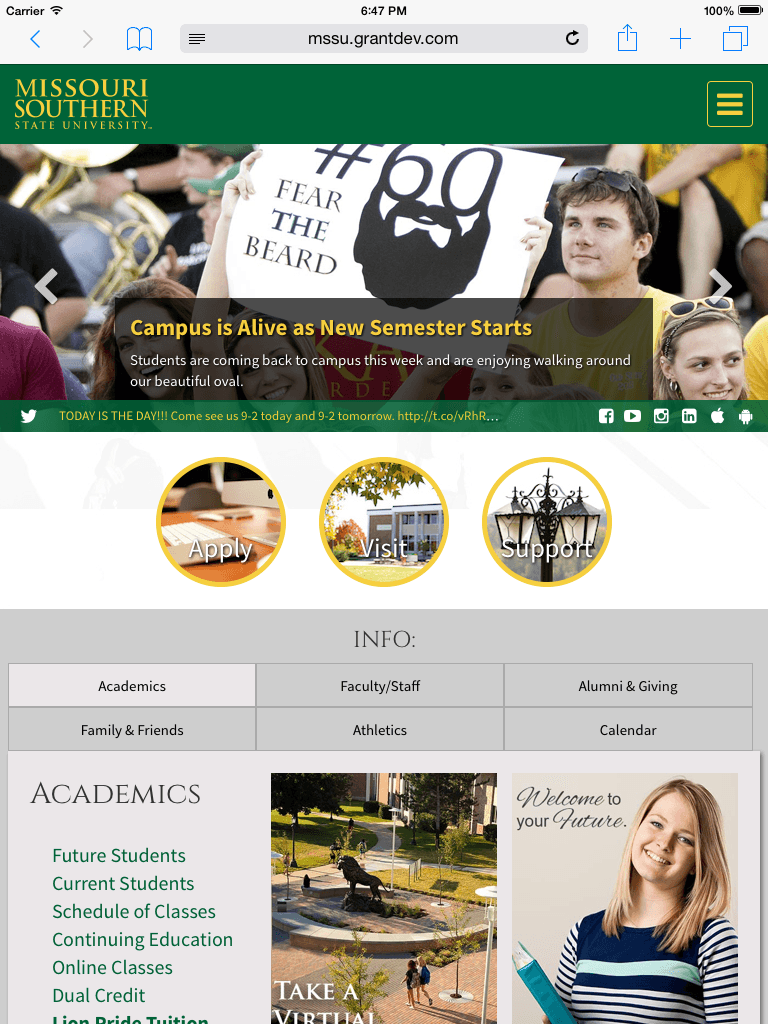 Carrier 6:47 PM 100%
mssu.grantdev.com
MISSOURI
SOUTHERN
STATE UNIVERSITY
#60
FEAR
THE
BEARD
Campus is Alive as New Semester Starts
Students are coming back to campus this week and are enjoying walking around
our beautiful oval.
TODAY IS THE DAY!!! Come see us 9-2 today and 9-2 tomorrow. http://t.co/vRhR...
Apply Visit Support
INFO:
Academics Faculty/Staff Alumni & Giving
Family & Friends Athletics Calendar
ACADEMICS
Future Students
Current Students
Schedule of Classes
Continuing Education
Online Classes
Dual Credit
Lion Pride Tuition
TAKE A
VIRTUAL
Welcome to
your Future.